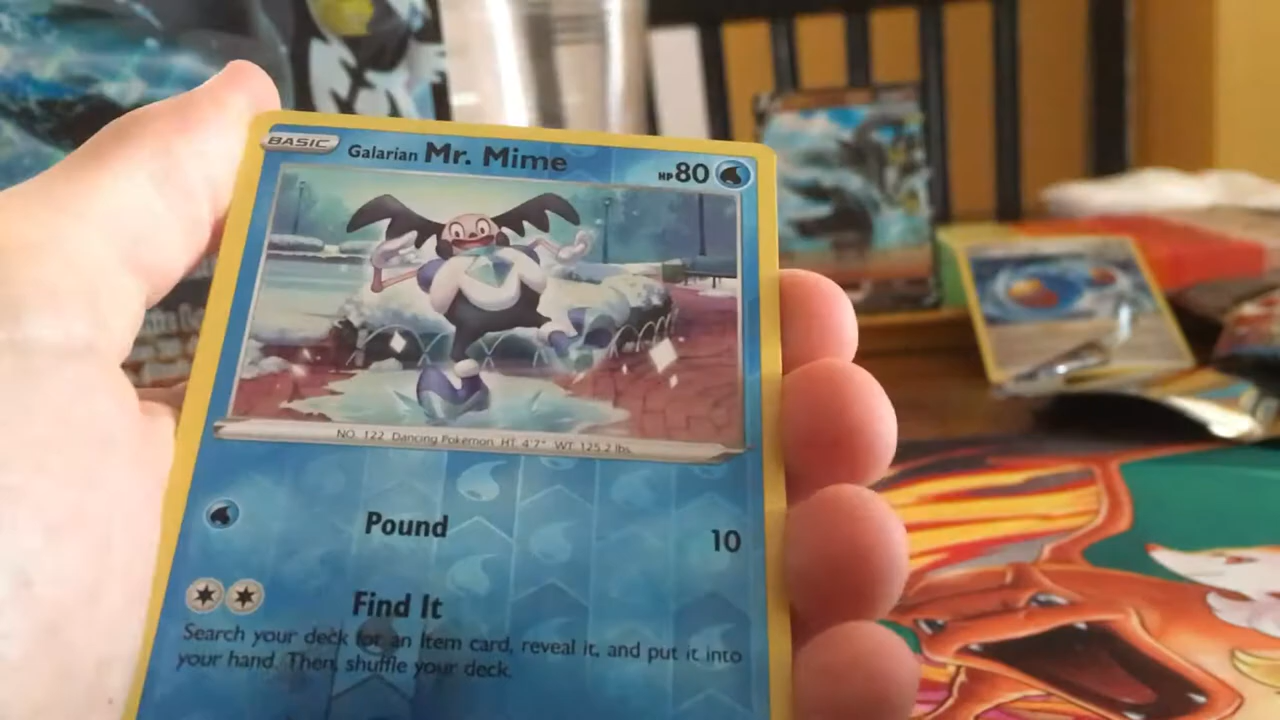 BASIC Galarian Mr. Mime HP 80
NO. 122 Dancing Pokémon HT. 4'7" WT. 125.2 lbs.
Pound 10
Find It
Search your deck for an Item card, reveal it, and put it into
your hand. Then, shuffle your deck.